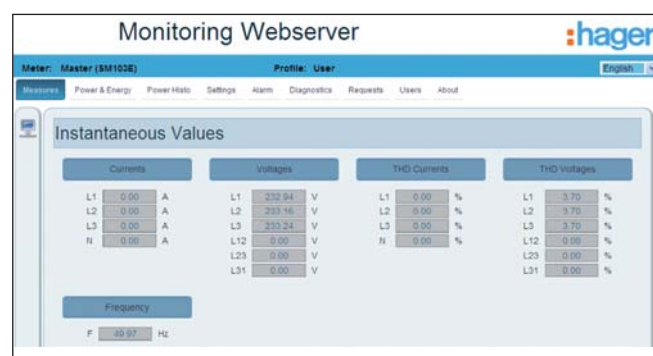 Monitoring Webserver
:hager
Meter: Master (SM103E) Profile: User English
Measures Power & Energy Power Histo Settings Alarm Diagnostics Requests Users About
Instantaneous Values
Currents Voltages THD Currents THD Voltages
L1 0.00 A L1 232.94 V L1 0.00 % L1 3.70 %
L2 0.00 A L2 233.16 V L2 0.00 % L2 3.70 %
L3 0.00 A L3 233.24 V L3 0.00 % L3 3.70 %
N 0.00 A L12 0.00 V N 0.00 % L12 0.00 %
L23 0.00 V L23 0.00 %
L31 0.00 V L31 0.00 %
Frequency
F 49.97 Hz